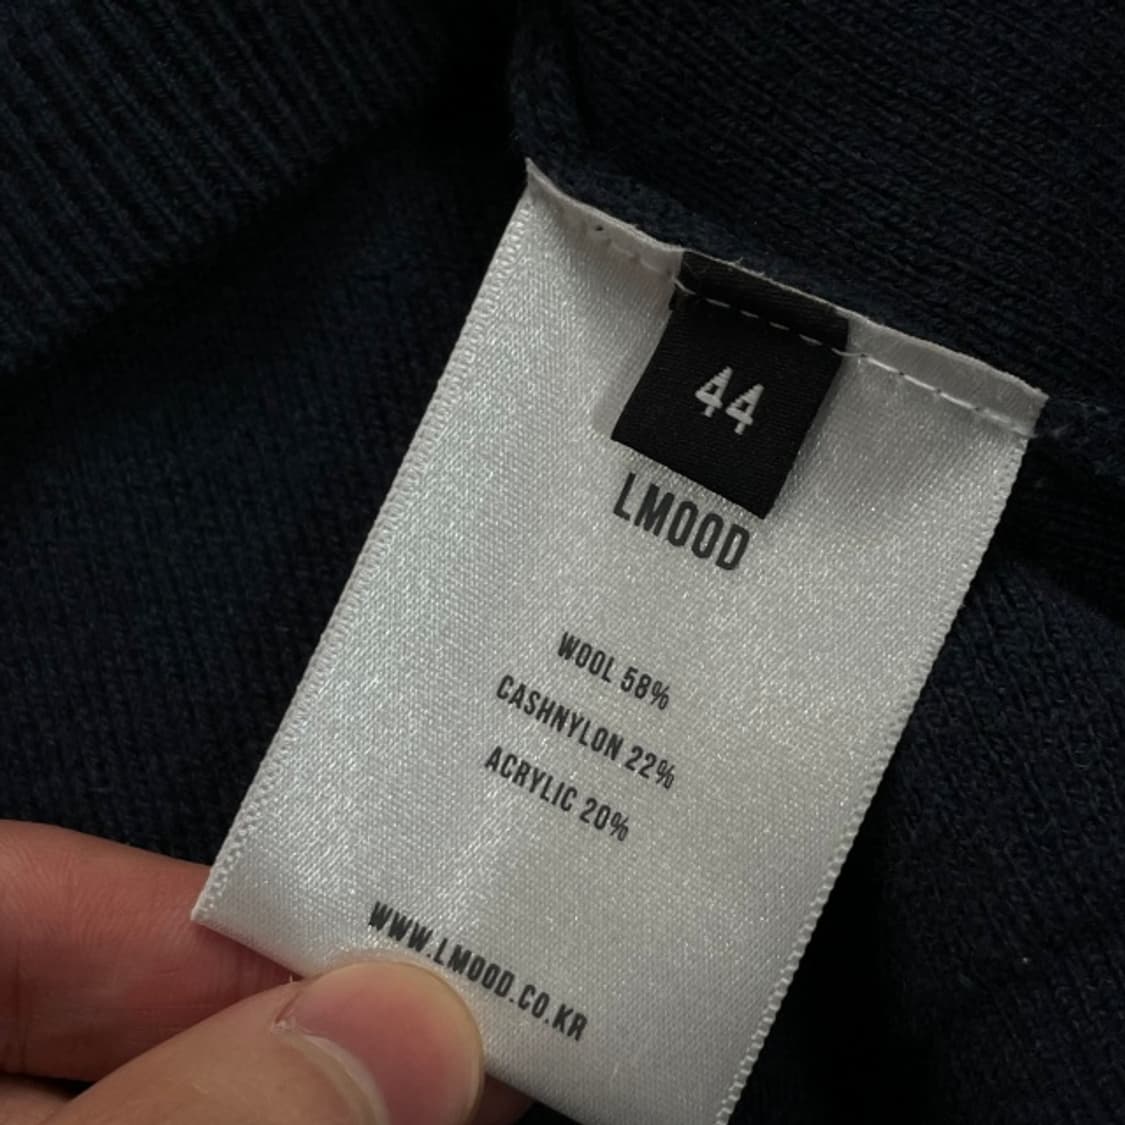 44
LMOOD
WOOL 58%
CASHNYLON 22%
ACRYLIC 20%
WWW.LMOOD.CO.KR